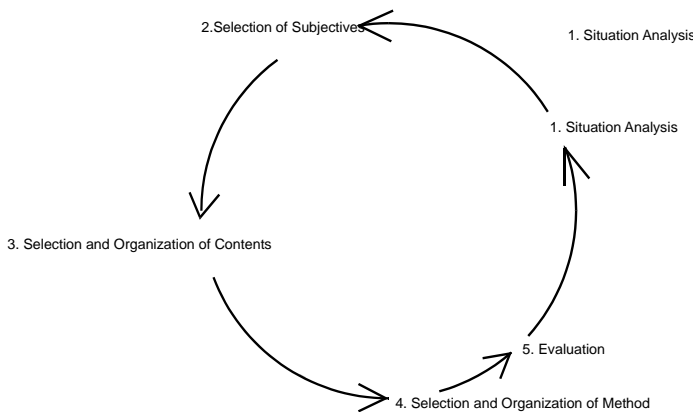 2.Selection of Subjectives
1. Situation Analysis
1. Situation Analysis
3. Selection and Organization of Contents
5. Evaluation
4. Selection and Organization of Method